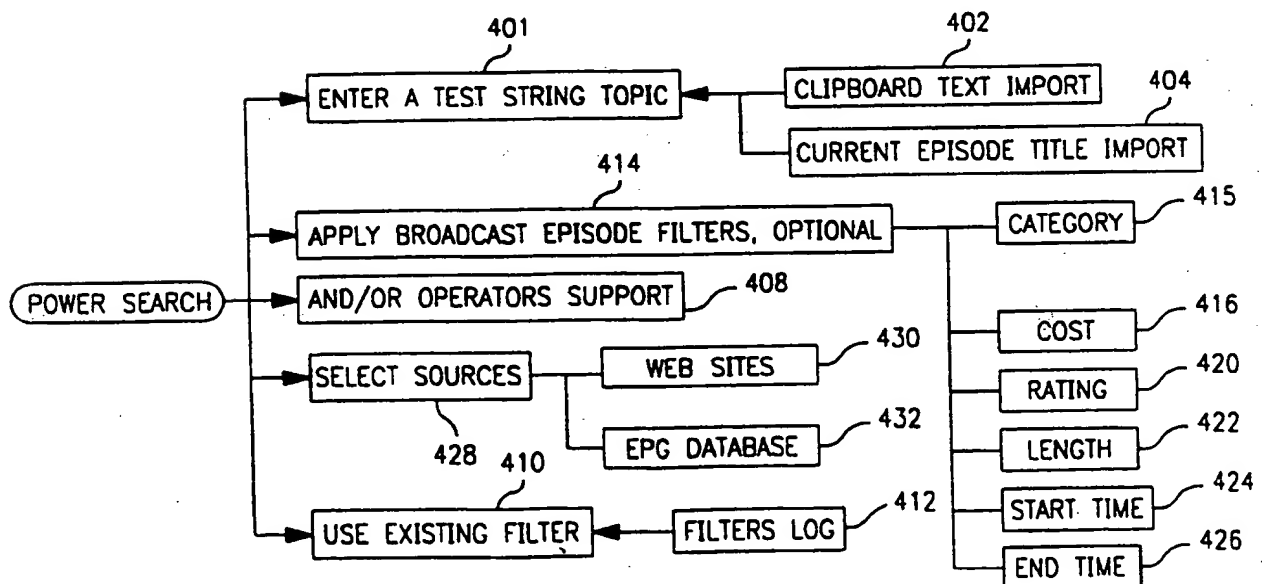 401
402
ENTER A TEST STRING TOPIC
CLIPBOARD TEXT IMPORT
404
CURRENT EPISODE TITLE IMPORT
414
APPLY BROADCAST EPISODE FILTERS, OPTIONAL
CATEGORY
415
POWER SEARCH
AND/OR OPERATORS SUPPORT
408
COST
416
SELECT SOURCES
428
WEB SITES
430
RATING
420
EPG DATABASE
432
LENGTH
422
410
USE EXISTING FILTER
FILTERS LOG
412
START TIME
424
END TIME
426